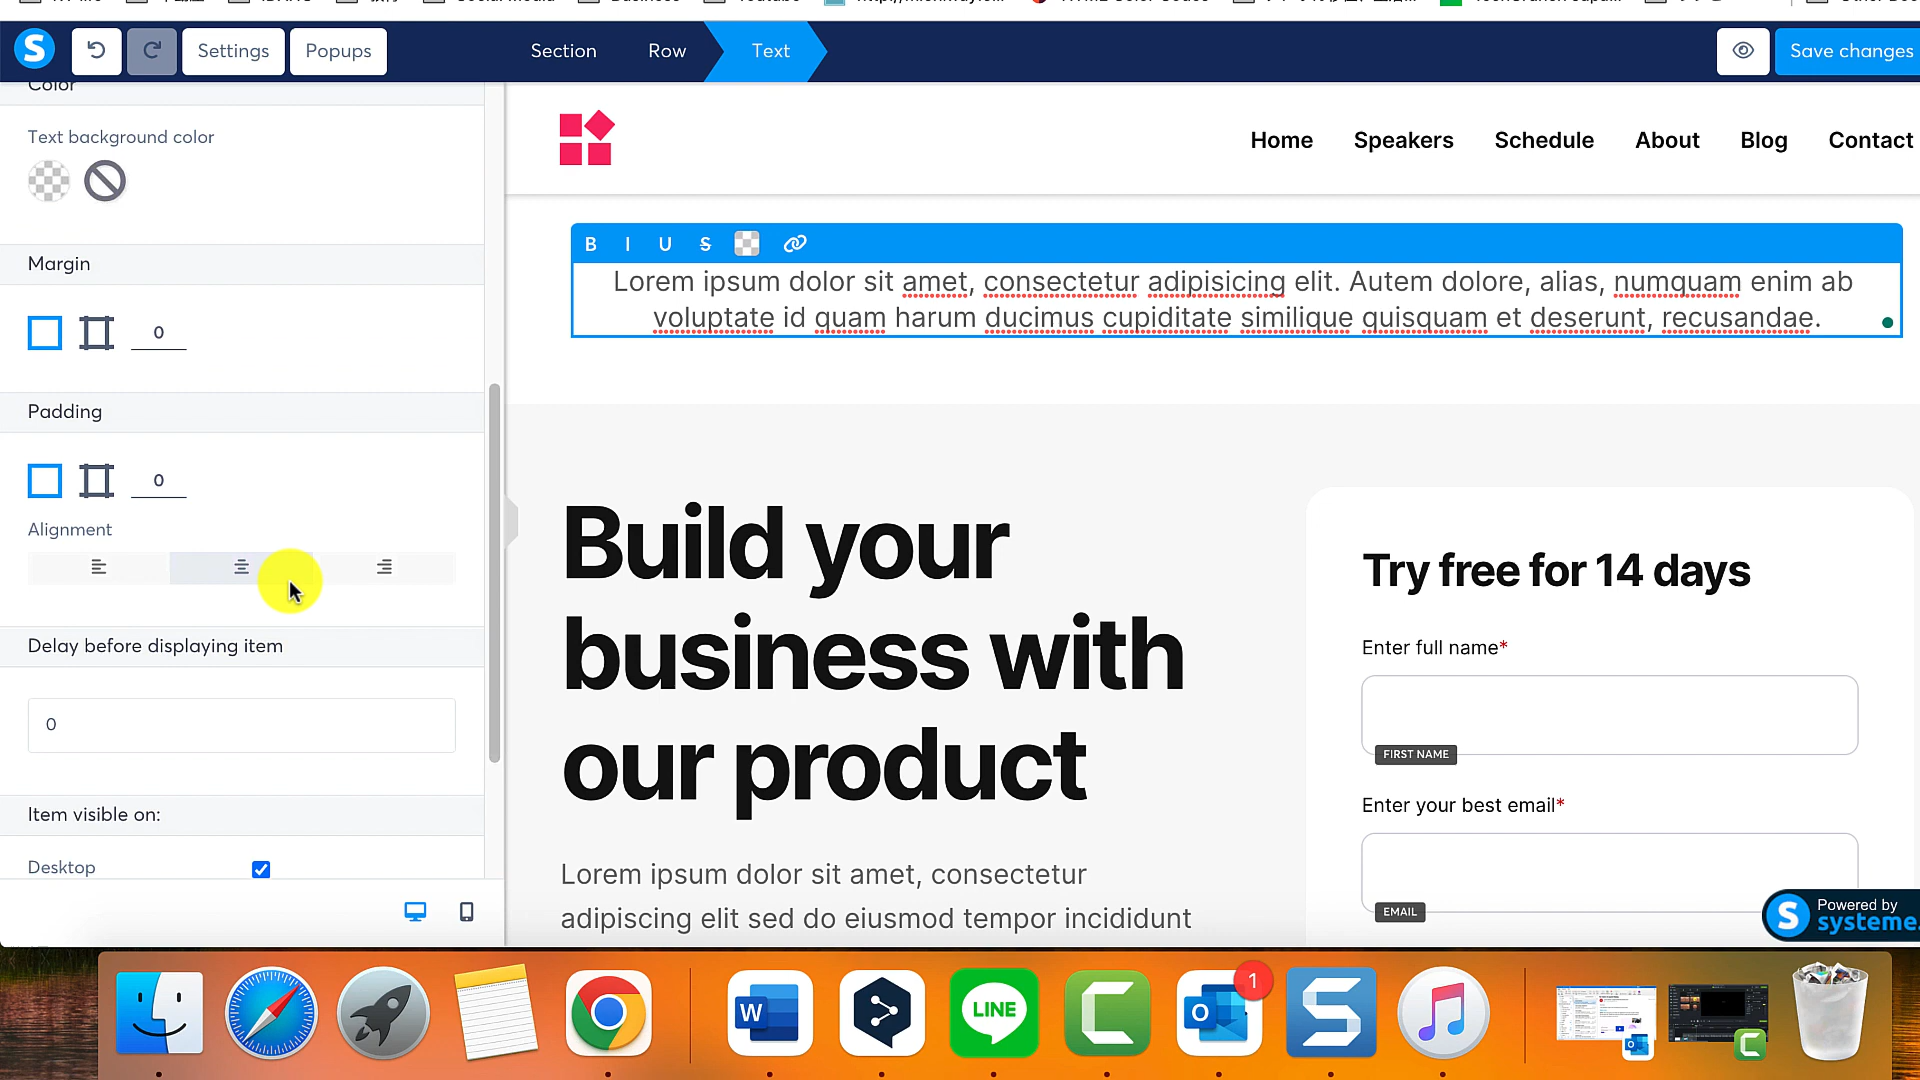 Social Media
Business
Youtube
S
Settings
Popups
Section
Row
Text
Save changes
Color
Text background color
Margin
0
Padding
0
Alignment
Delay before displaying item
0
Item visible on:
Desktop
Home
Speakers
Schedule
About
Blog
Contact
B I U S
Lorem ipsum dolor sit amet, consectetur adipisicing elit. Autem dolore, alias, numquam enim ab
voluptate id quam harum ducimus cupiditate similique quisquam et deserunt, recusandae.
Build your
business with
our product
Lorem ipsum dolor sit amet, consectetur
adipiscing elit sed do eiusmod tempor incididunt
Try free for 14 days
Enter full name*
FIRST NAME
Enter your best email*
EMAIL
Powered by
systeme.
W
LINE
1